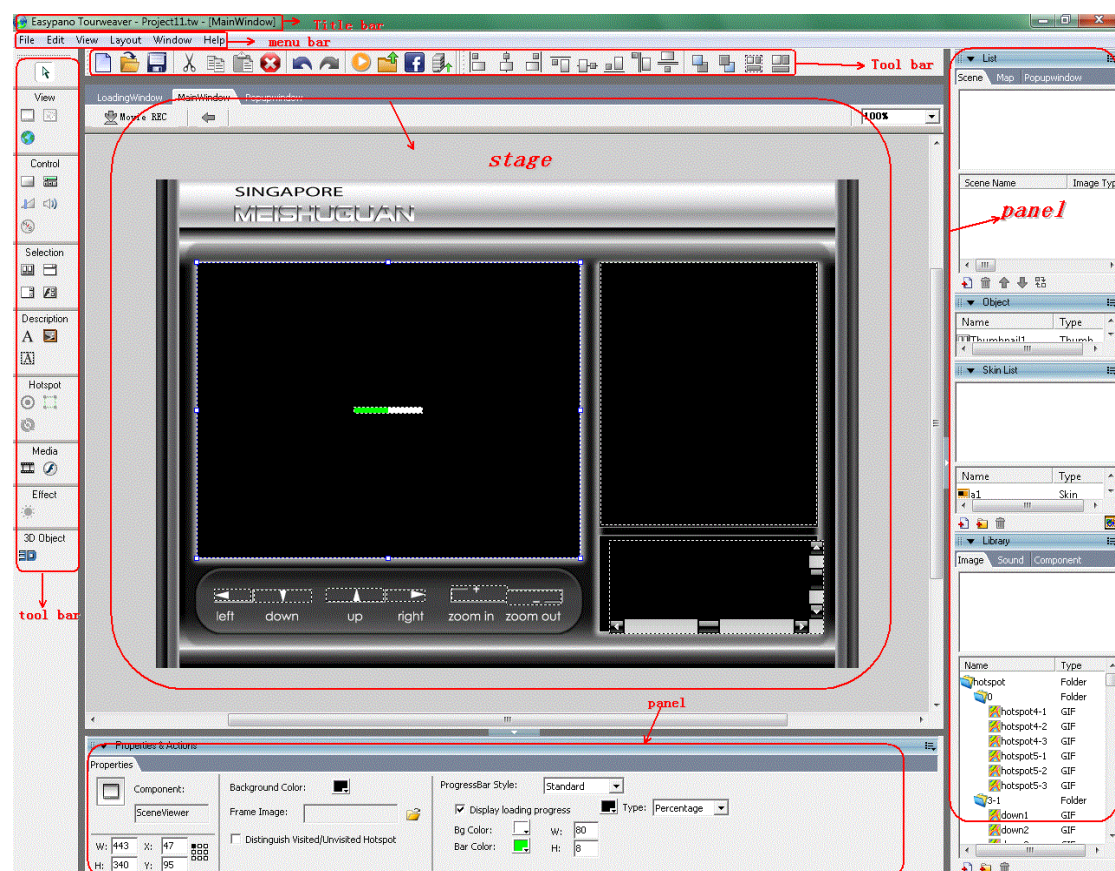 Easypano Tourweaver - Project11.tw - [MainWindow]
Title bar
File Edit View Layout Window Help
menu bar
Tool bar
List
Scene Map Popupwindow
View
LoadingWindow MainWindow Popupwindow
Movie REC
100%
stage
Control
SINGAPORE
MEISHUGUAN
Scene Name Image Typ
panel
Selection
Object
Name Type
Thumbnail1 Thumb
Description
Skin List
Hotspot
Media
Name Type
a1 Skin
Effect
3D Object
Library
Image Sound Component
tool bar
left down up right zoom in zoom out
Name Type
hotspot Folder
0 Folder
hotspot4-1 GIF
hotspot4-2 GIF
hotspot4-3 GIF
hotspot5-1 GIF
hotspot5-2 GIF
hotspot5-3 GIF
3-1 Folder
down1 GIF
down2 GIF
panel
Properties & Actions
Properties
Component:
SceneViewer
W: 443 X: 47
H: 340 Y: 95
Background Color:
Frame Image:
Distinguish Visited/Unvisited Hotspot
ProgressBar Style: Standard
Display loading progress Type: Percentage
Bg Color: W: 80
Bar Color: H: 8